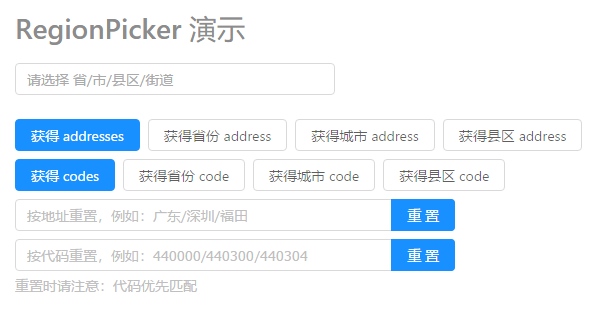 RegionPicker 演示
请选择 省/市/县区/街道
获得 addresses 获得省份 address 获得城市 address 获得县区 address
获得 codes 获得省份 code 获得城市 code 获得县区 code
按地址重置，例如：广东/深圳/福田 重 置
按代码重置，例如：440000/440300/440304 重 置
重置时请注意：代码优先匹配